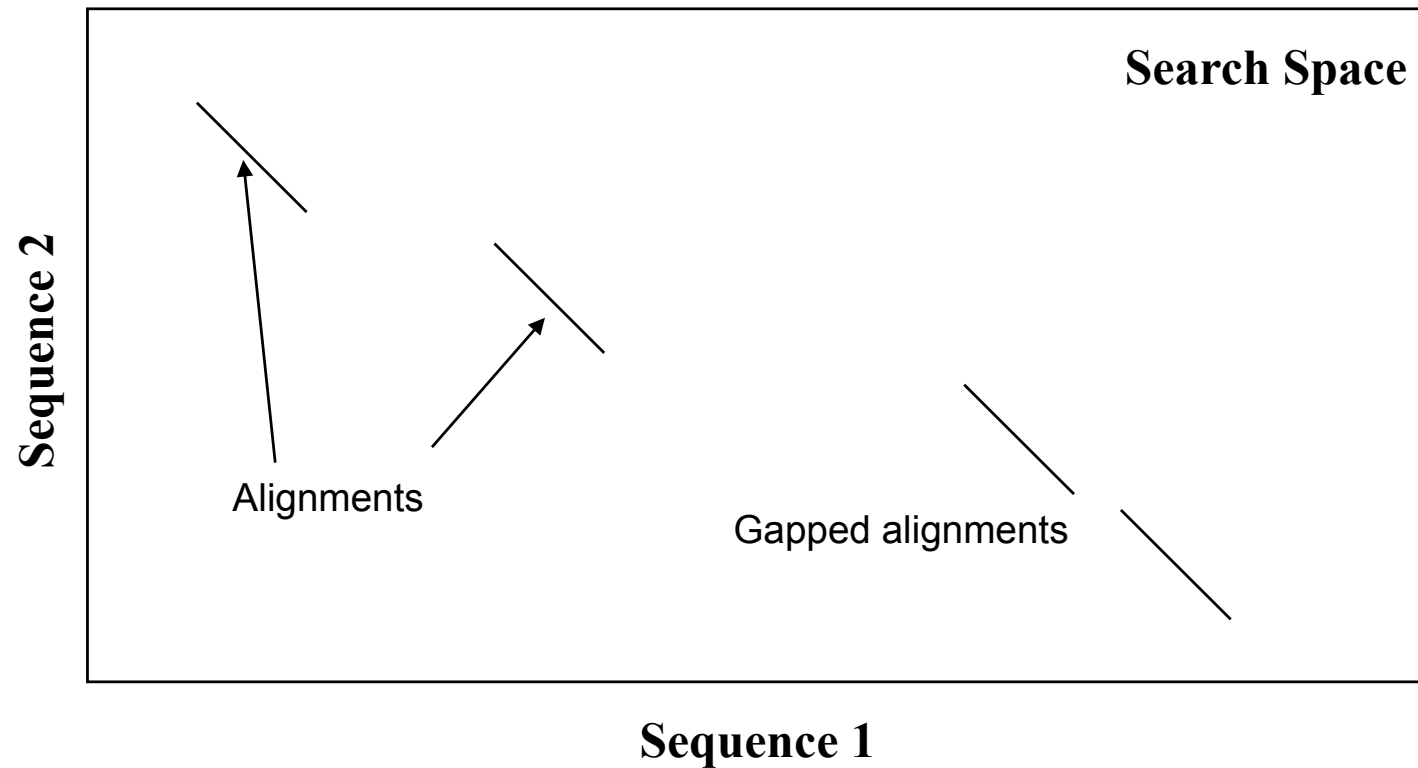 Search Space
Sequence 2
Alignments
Gapped alignments
Sequence 1